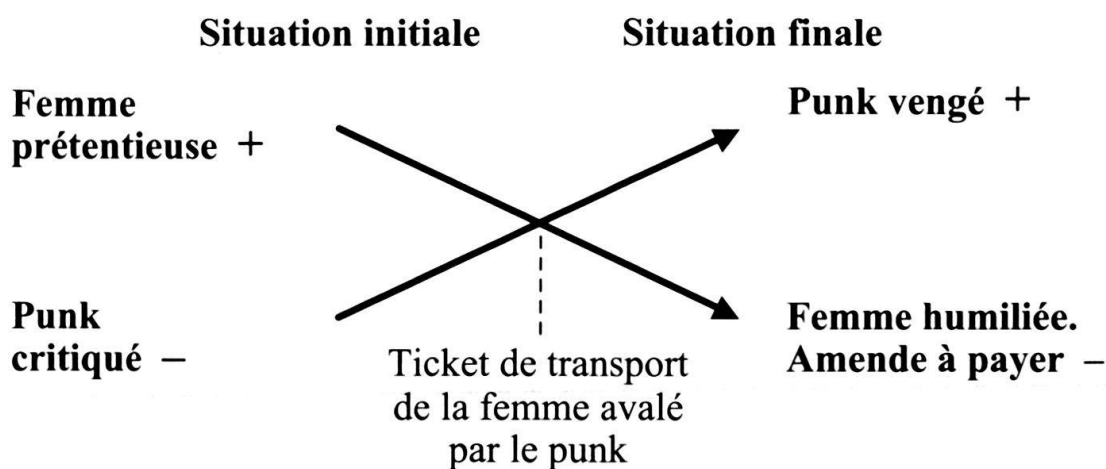 Situation initiale
Situation finale
Femme
prétentieuse +
Punk vengé +
Punk
critiqué –
Femme humiliée.
Amende à payer –
Ticket de transport
de la femme avalé
par le punk